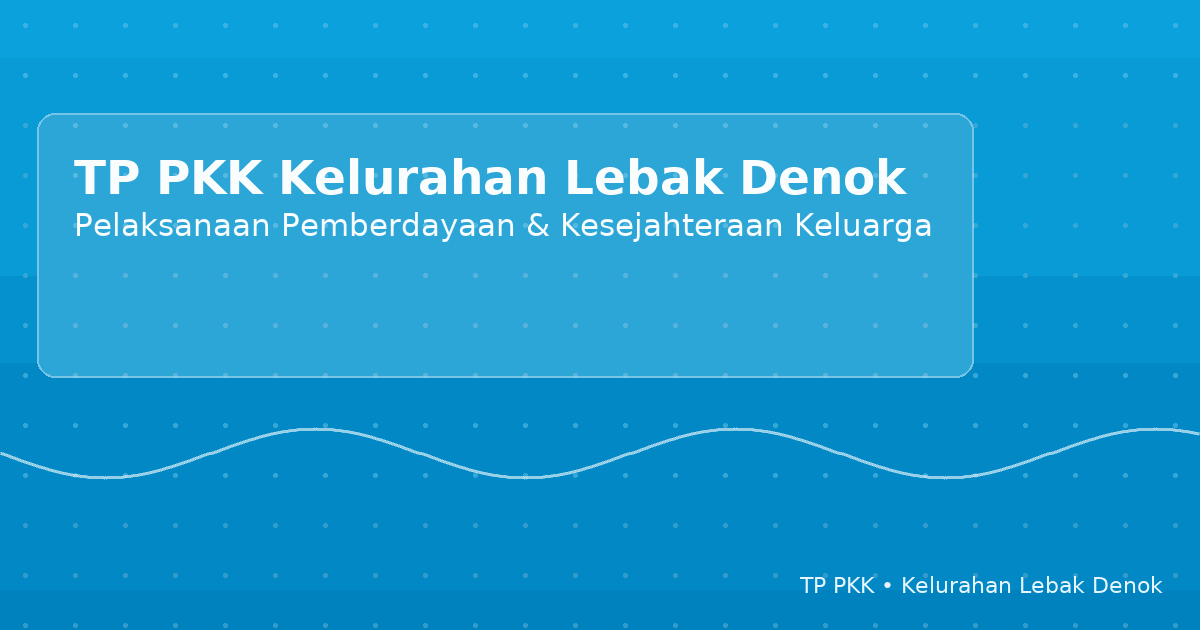 TP PKK Kelurahan Lebak Denok
Pelaksanaan Pemberdayaan & Kesejahteraan Keluarga
TP PKK • Kelurahan Lebak Denok